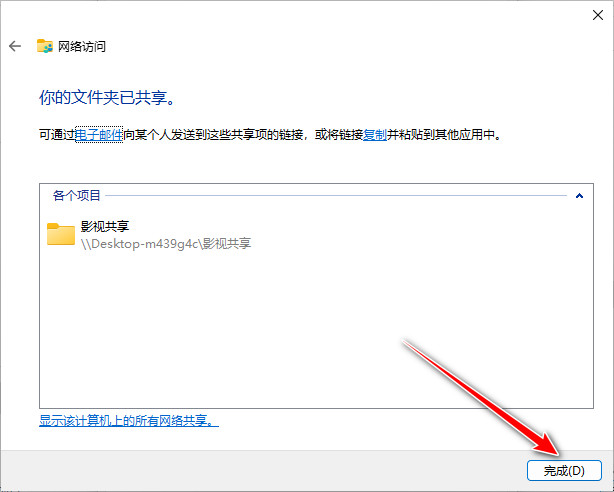 网络访问
你的文件夹已共享。
可通过电子邮件向某个人发送到这些共享项的链接，或将链接复制并粘贴到其他应用中。
各个项目
影视共享
\\Desktop-m439g4c\影视共享
显示该计算机上的所有网络共享。
完成(D)